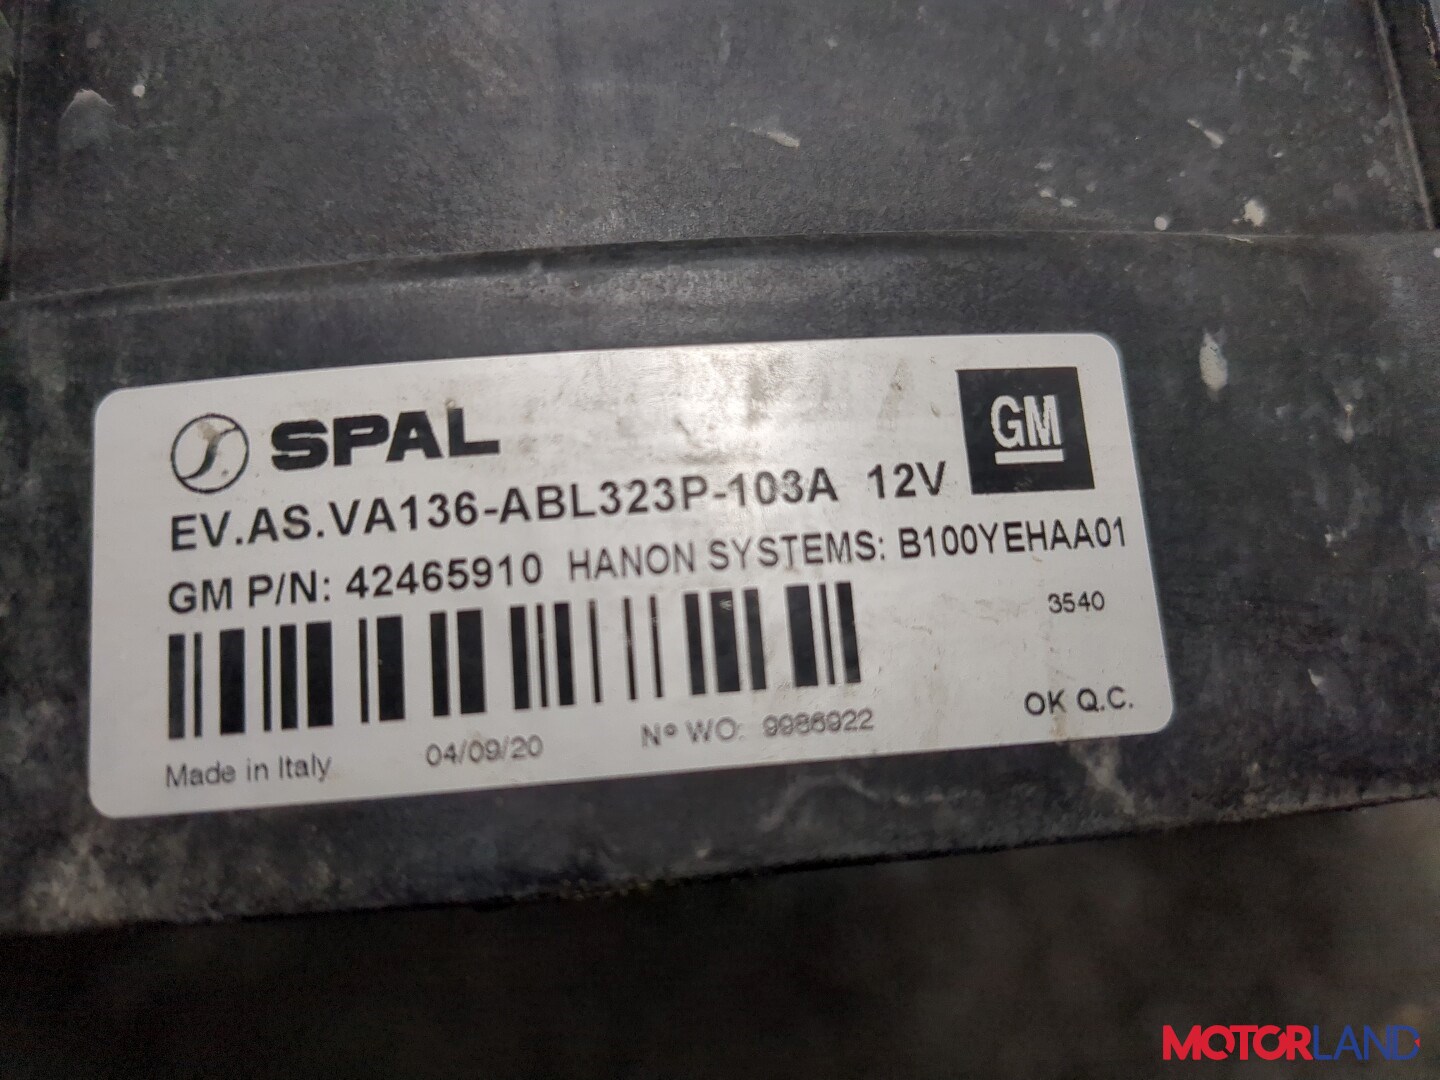 SPAL
GM
EV.AS.VA136-ABL323P-103A 12V
GM P/N: 42465910 HANON SYSTEMS: B100YEHAA01
3540
OK Q.C.
Made in Italy 04/09/20 Nº WO: 9986922
MOTORLAND